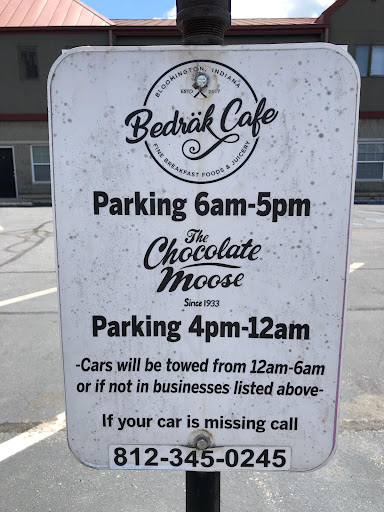 BLOOMINGTON, INDIANA
ESTD 2017
Bedräk Cafe
FINE BREAKFAST FOODS & JUICERY
Parking 6am-5pm
The
Chocolate
Moose
Since 1933
Parking 4pm-12am
-Cars will be towed from 12am-6am
or if not in businesses listed above-
If your car is missing call
812-345-0245